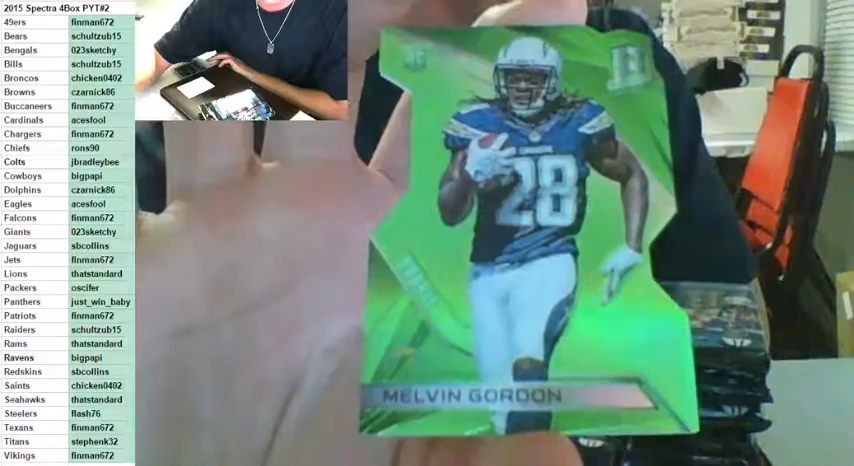 2015 Spectra 4Box PYT#2
49ers finman672
Bears schultzub15
Bengals 023sketchy
Bills schultzub15
Broncos chicken0402
Browns czarnick86
Buccaneers finman672
Cardinals acesfool
Chargers finman672
Chiefs rons90
Colts jbradleybee
Cowboys bigpapi
Dolphins czarnick86
Eagles acesfool
Falcons finman672
Giants 023sketchy
Jaguars sbcollins
Jets finman672
Lions thatstandard
Packers oscifer
Panthers just_win_baby
Patriots finman672
Raiders schultzub15
Rams thatstandard
Ravens bigpapi
Redskins sbcollins
Saints chicken0402
Seahawks thatstandard
Steelers flash76
Texans finman672
Titans stephenk32
Vikings finman672
28
MELVIN GORDON